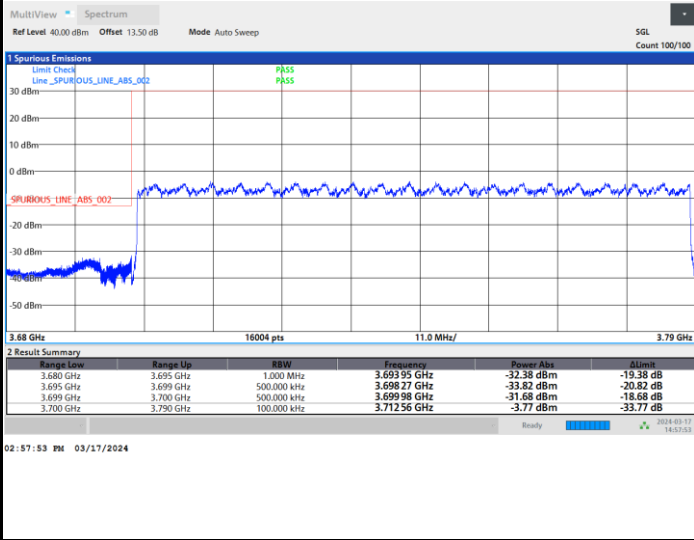 MultiView Spectrum
Ref Level 40.00 dBm Offset 13.50 dB Mode Auto Sweep SGL
Count 100/100
1 Spurious Emissions
Limit Check PASS
Line _SPURIOUS_LINE_ABS_002 PASS
30 dBm
20 dBm
10 dBm
0 dBm
_SPURIOUS_LINE_ABS_002
-20 dBm
-30 dBm
-40 dBm
-50 dBm
3.68 GHz 16004 pts 11.0 MHz/ 3.79 GHz
2 Result Summary
Range Low Range Up RBW Frequency Power Abs ΔLimit
3.680 GHz 3.695 GHz 1.000 MHz 3.693 95 GHz -32.38 dBm -19.38 dB
3.695 GHz 3.699 GHz 500.000 kHz 3.698 27 GHz -33.82 dBm -20.82 dB
3.699 GHz 3.700 GHz 500.000 kHz 3.699 98 GHz -31.68 dBm -18.68 dB
3.700 GHz 3.790 GHz 100.000 kHz 3.712 56 GHz -3.77 dBm -33.77 dB
Ready 2024-03-17
14:57:53
02:57:53 PM 03/17/2024